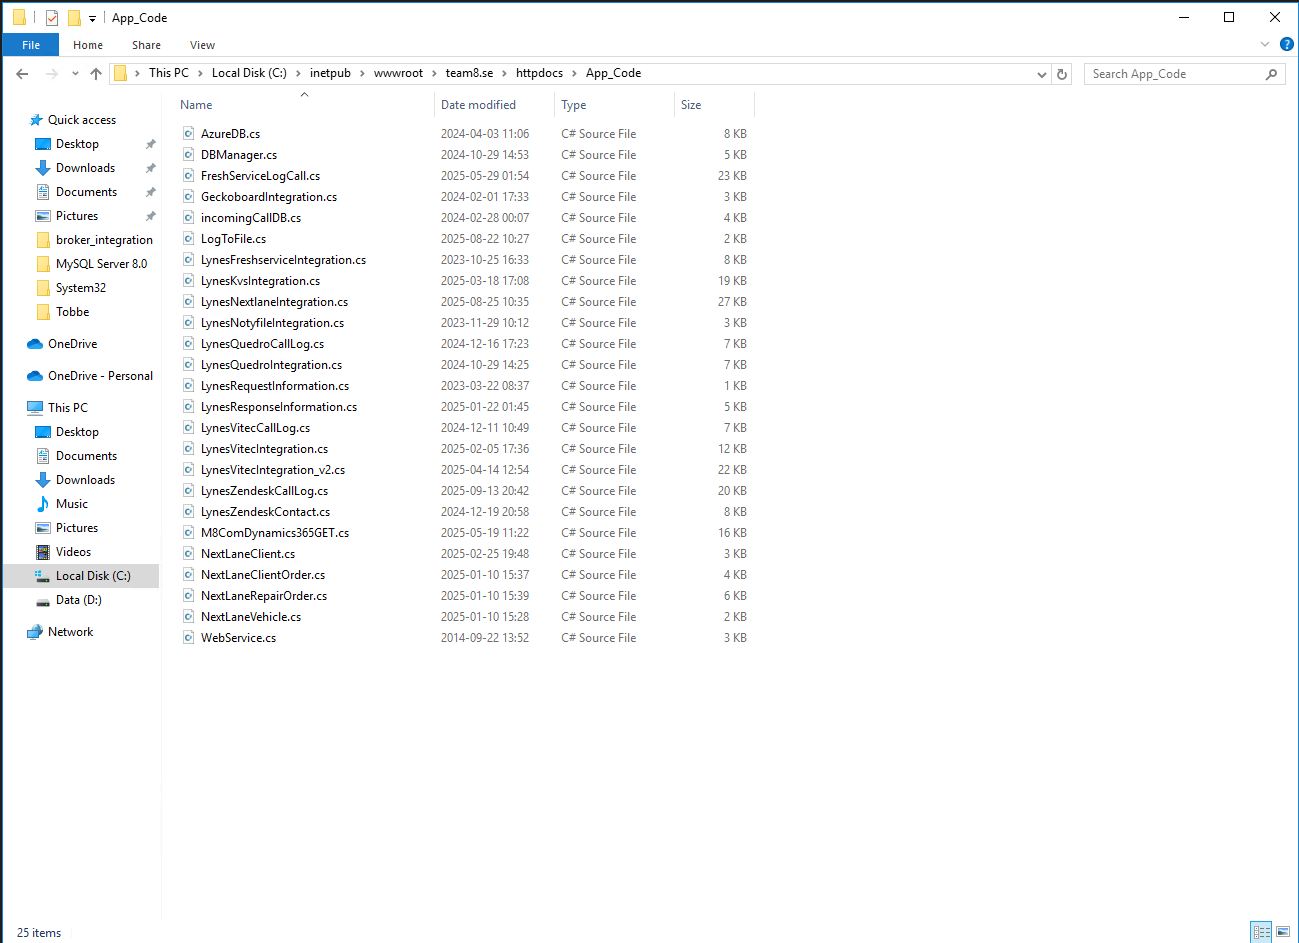 App_Code
File Home Share View
This PC Local Disk (C:) inetpub wwwroot team8.se httpdocs App_Code Search App_Code
Name Date modified Type Size
Quick access
Desktop
Downloads
Documents
Pictures
broker_integration
MySQL Server 8.0
System32
Tobbe
OneDrive
OneDrive - Personal
This PC
Desktop
Documents
Downloads
Music
Pictures
Videos
Local Disk (C:)
Data (D:)
Network
AzureDB.cs 2024-04-03 11:06 C# Source File 8 KB
DBManager.cs 2024-10-29 14:53 C# Source File 5 KB
FreshServiceLogCall.cs 2025-05-29 01:54 C# Source File 23 KB
GeckoboardIntegration.cs 2024-02-01 17:33 C# Source File 3 KB
incomingCallDB.cs 2024-02-28 00:07 C# Source File 4 KB
LogToFile.cs 2025-08-22 10:27 C# Source File 2 KB
LynesFreshserviceIntegration.cs 2023-10-25 16:33 C# Source File 8 KB
LynesKvsIntegration.cs 2025-03-18 17:08 C# Source File 19 KB
LynesNextlaneIntegration.cs 2025-08-25 10:35 C# Source File 27 KB
LynesNotyfileIntegration.cs 2023-11-29 10:12 C# Source File 3 KB
LynesQuedroCallLog.cs 2024-12-16 17:23 C# Source File 7 KB
LynesQuedroIntegration.cs 2024-10-29 14:25 C# Source File 7 KB
LynesRequestInformation.cs 2023-03-22 08:37 C# Source File 1 KB
LynesResponseInformation.cs 2025-01-22 01:45 C# Source File 5 KB
LynesVitecCallLog.cs 2024-12-11 10:49 C# Source File 7 KB
LynesVitecIntegration.cs 2025-02-05 17:36 C# Source File 12 KB
LynesVitecIntegration_v2.cs 2025-04-14 12:54 C# Source File 22 KB
LynesZendeskCallLog.cs 2025-09-13 20:42 C# Source File 20 KB
LynesZendeskContact.cs 2024-12-19 20:58 C# Source File 8 KB
M8ComDynamics365GET.cs 2025-05-19 11:22 C# Source File 16 KB
NextLaneClient.cs 2025-02-25 19:48 C# Source File 3 KB
NextLaneClientOrder.cs 2025-01-10 15:37 C# Source File 4 KB
NextLaneRepairOrder.cs 2025-01-10 15:39 C# Source File 6 KB
NextLaneVehicle.cs 2025-01-10 15:28 C# Source File 2 KB
WebService.cs 2014-09-22 13:52 C# Source File 3 KB
25 items